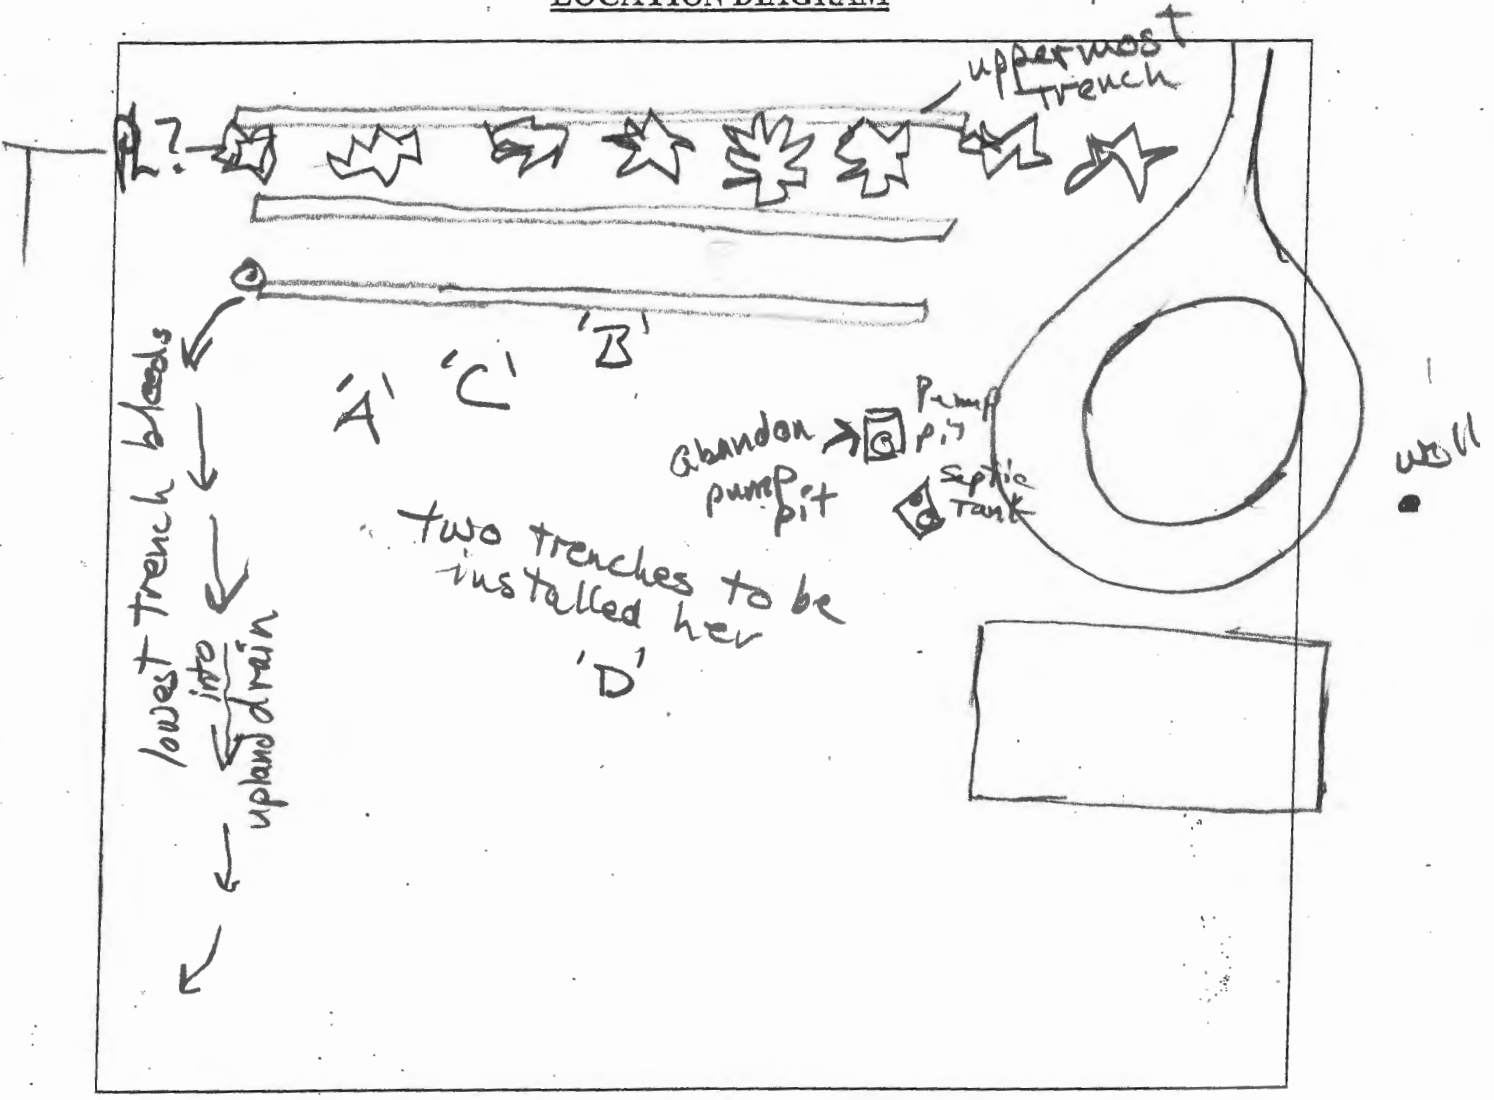 LOCATION DIAGRAM
uppermost
trench
PL?
'B'
'C'
'A'
Pump
pit
abandon
pump
pit
Septic
Tank
well
two trenches to be
installed her
'D'
lowest trench bleeds
into
upland drain